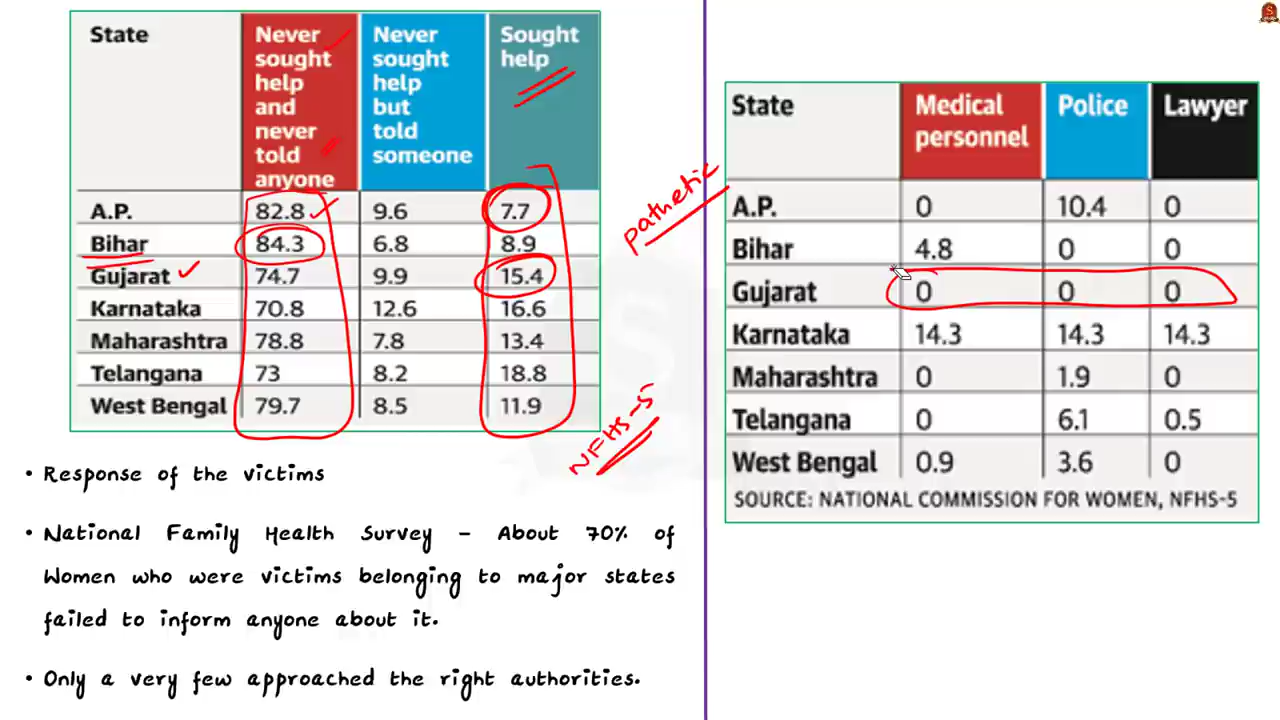 State Never sought help and never told anyone Never sought help but told someone Sought help
A.P. 82.8 9.6 7.7
Bihar 84.3 6.8 8.9
Gujarat 74.7 9.9 15.4
Karnataka 70.8 12.6 16.6
Maharashtra 78.8 7.8 13.4
Telangana 73 8.2 18.8
West Bengal 79.7 8.5 11.9
NFHS-5
• Response of the victims
• National Family Health Survey – About 70% of
Women who were victims belonging to major states
failed to inform anyone about it.
• Only a very few approached the right authorities.
pathetic
State Medical personnel Police Lawyer
A.P. 0 10.4 0
Bihar 4.8 0 0
Gujarat 0 0 0
Karnataka 14.3 14.3 14.3
Maharashtra 0 1.9 0
Telangana 0 6.1 0.5
West Bengal 0.9 3.6 0
SOURCE: NATIONAL COMMISSION FOR WOMEN, NFHS-5